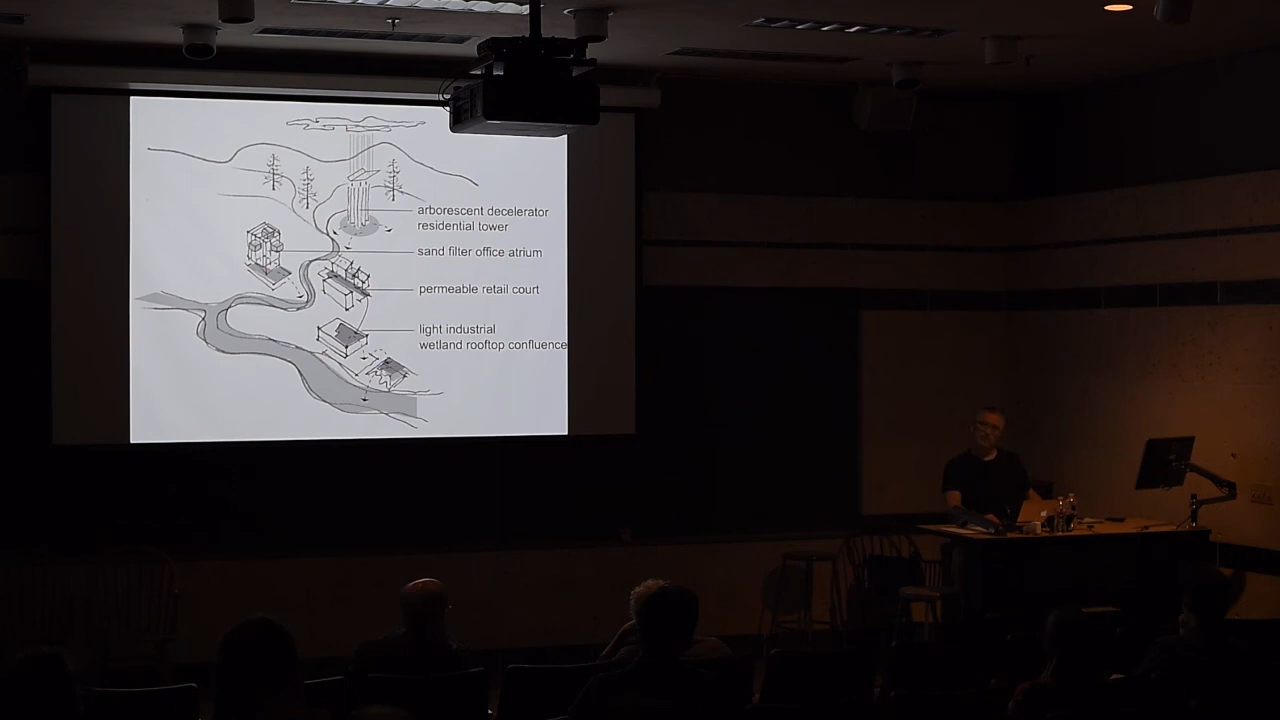 arborescent decelerator
residential tower
sand filter office atrium
permeable retail court
light industrial
wetland rooftop confluence